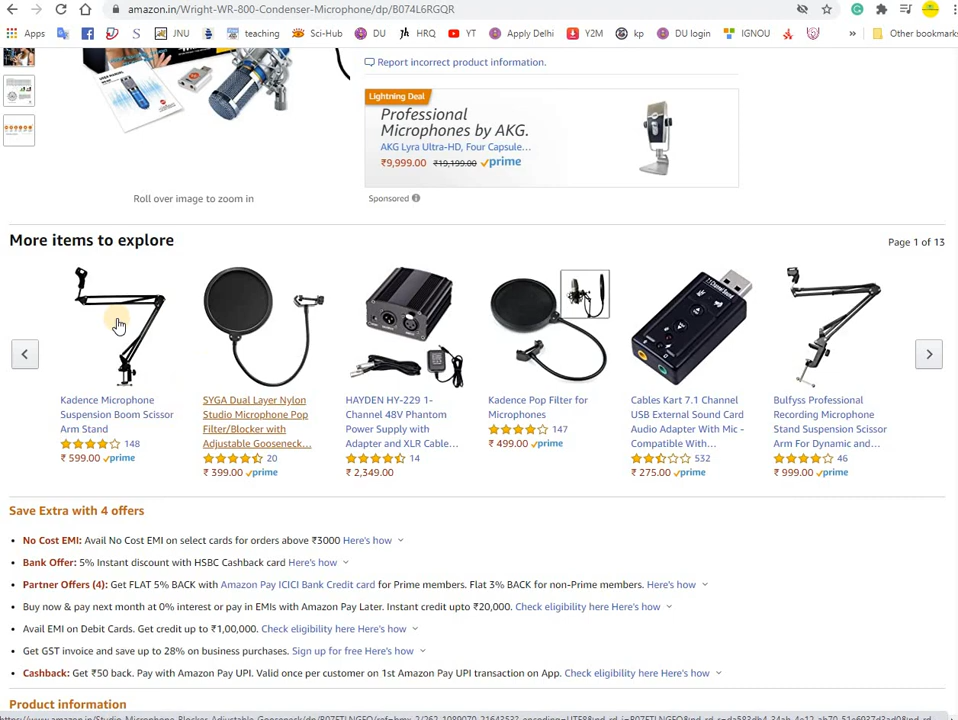 amazon.in/Wright-WR-800-Condenser-Microphone/dp/B074L6RGQR
Apps JNU teaching Sci-Hub DU HRQ YT Apply Delhi Y2M kp DU login IGNOU » Other bookmarks
Report incorrect product information.
Lightning Deal
Professional
Microphones by AKG.
AKG Lyra Ultra-HD, Four Capsule...
₹9,999.00 ₹19,199.00 prime
Roll over image to zoom in
Sponsored
More items to explore
Page 1 of 13
Kadence Microphone
Suspension Boom Scissor
Arm Stand
148
₹ 599.00 prime
SYGA Dual Layer Nylon
Studio Microphone Pop
Filter/Blocker with
Adjustable Gooseneck...
20
₹ 399.00 prime
HAYDEN HY-229 1-
Channel 48V Phantom
Power Supply with
Adapter and XLR Cable...
14
₹ 2,349.00
Kadence Pop Filter for
Microphones
147
₹ 499.00 prime
Cables Kart 7.1 Channel
USB External Sound Card
Audio Adapter With Mic -
Compatible With...
532
₹ 275.00 prime
Bulfyss Professional
Recording Microphone
Stand Suspension Scissor
Arm For Dynamic and...
46
₹ 999.00 prime
Save Extra with 4 offers
No Cost EMI: Avail No Cost EMI on select cards for orders above ₹3000 Here's how
Bank Offer: 5% Instant discount with HSBC Cashback card Here's how
Partner Offers (4): Get FLAT 5% BACK with Amazon Pay ICICI Bank Credit card for Prime members. Flat 3% BACK for non-Prime members. Here's how
Buy now & pay next month at 0% interest or pay in EMIs with Amazon Pay Later. Instant credit upto ₹20,000. Check eligibility here Here's how
Avail EMI on Debit Cards. Get credit up to ₹1,00,000. Check eligibility here Here's how
Get GST invoice and save up to 28% on business purchases. Sign up for free Here's how
Cashback: Get ₹50 back. Pay with Amazon Pay UPI. Valid once per customer on 1st Amazon Pay UPI transaction on App. Check eligibility here Here's how
Product information